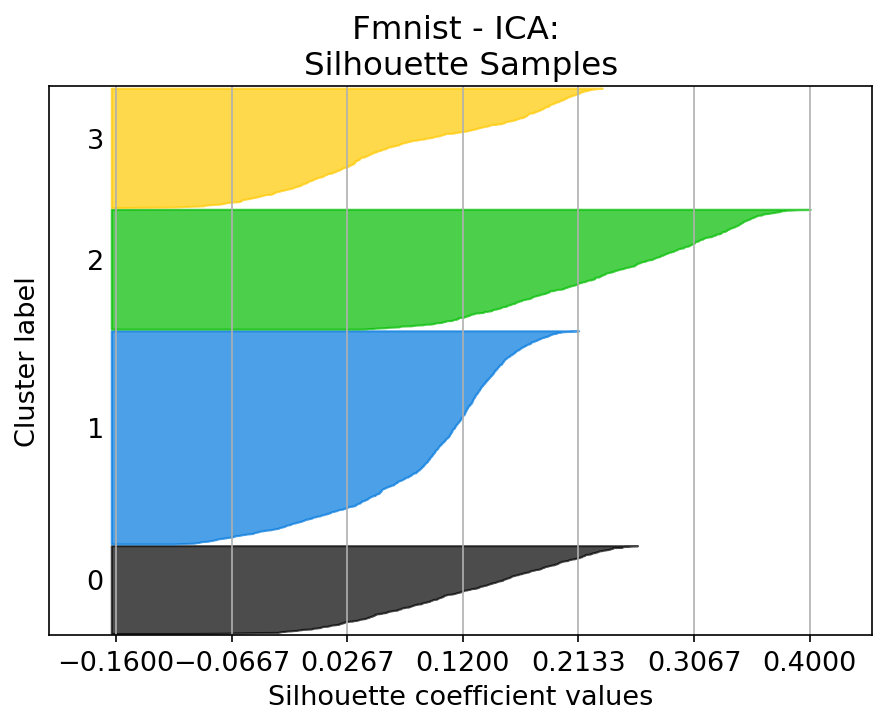 Fmnist - ICA:
Silhouette Samples
Cluster label
3
2
1
0
−0.1600 −0.0667 0.0267 0.1200 0.2133 0.3067 0.4000
Silhouette coefficient values